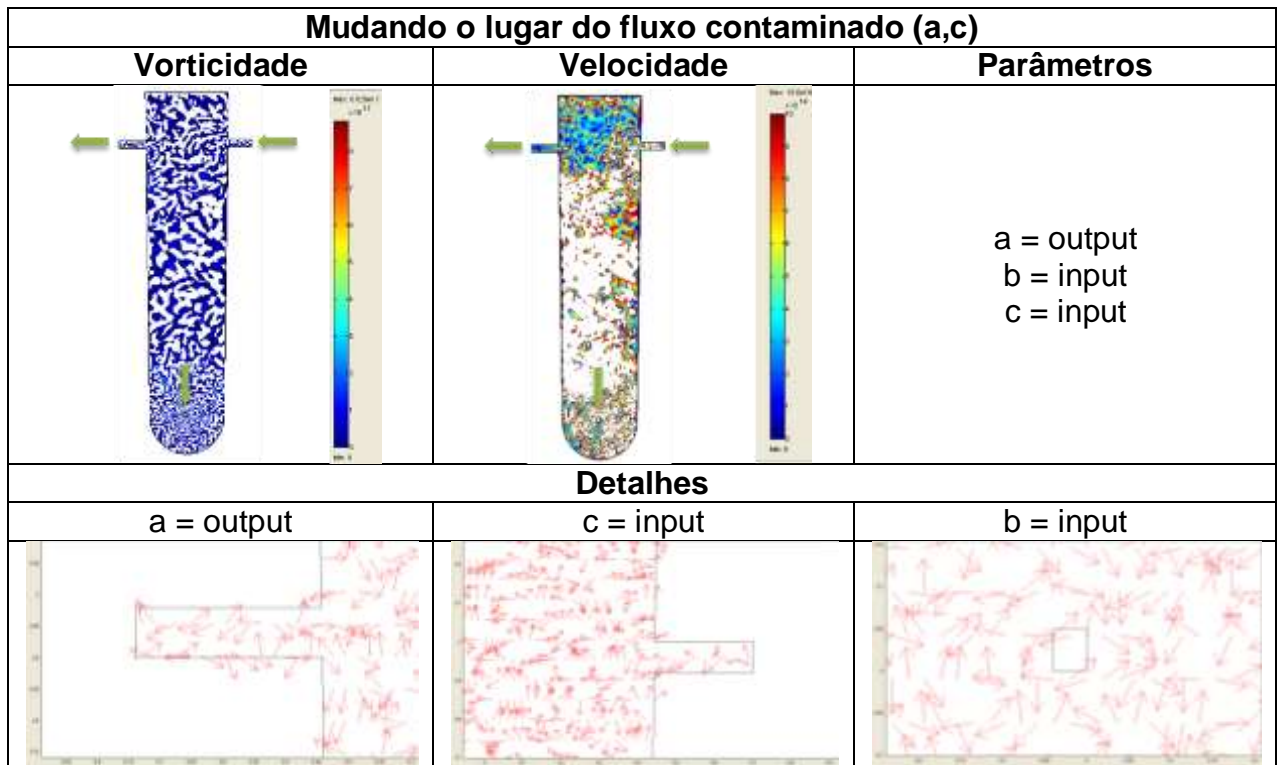 Mudando o lugar do fluxo contaminado (a,c)
Vorticidade Velocidade Parâmetros
a = output
b = input
c = input
Detalhes
a = output c = input b = input